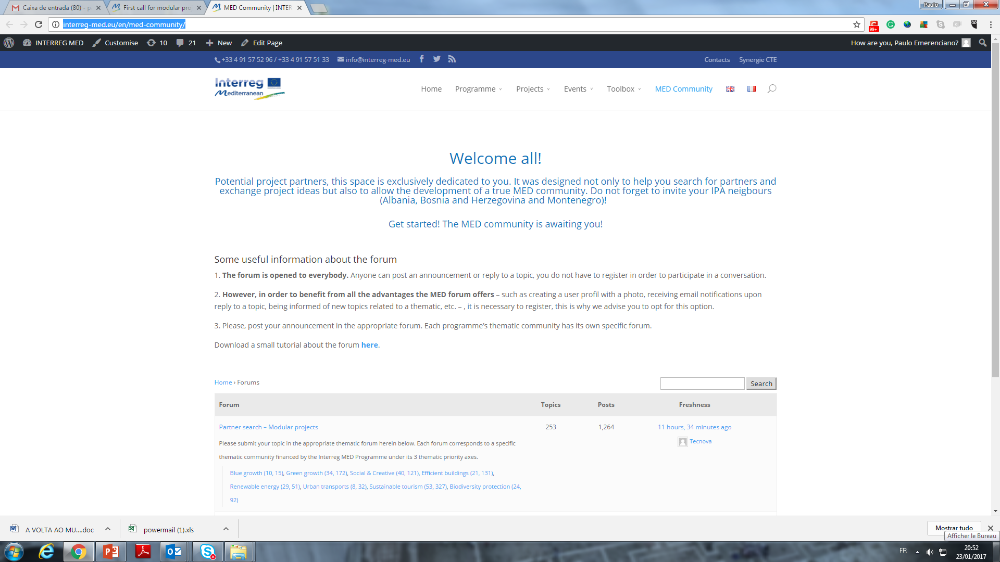 Caixa de entrada (80) - p
First call for modular pro
MED Community | INTER
Paulo
interreg-med.eu/en/med-community/
99+
INTERREG MED
Customise
10
21
New
Edit Page
How are you, Paulo Emerenciano?
+33 4 91 57 52 96 / +33 4 91 57 51 33
info@interreg-med.eu
Contacts
Synergie CTE
Interreg
Mediterranean
Home
Programme
Projects
Events
Toolbox
MED Community
Welcome all!
Potential project partners, this space is exclusively dedicated to you. It was designed not only to help you search for partners and
exchange project ideas but also to allow the development of a true MED community. Do not forget to invite your IPA neigbours
(Albania, Bosnia and Herzegovina and Montenegro)!
Get started! The MED community is awaiting you!
Some useful information about the forum
1. The forum is opened to everybody. Anyone can post an announcement or reply to a topic, you do not have to register in order to participate in a conversation.
2. However, in order to benefit from all the advantages the MED forum offers – such as creating a user profil with a photo, receiving email notifications upon
reply to a topic, being informed of new topics related to a thematic, etc. – , it is necessary to register, this is why we advise you to opt for this option.
3. Please, post your announcement in the appropriate forum. Each programme’s thematic community has its own specific forum.
Download a small tutorial about the forum here.
Home › Forums
Search
Forum
Topics
Posts
Freshness
Partner search – Modular projects
253
1,264
11 hours, 34 minutes ago
Tecnova
Please submit your topic in the appropriate thematic forum herein below. Each forum corresponds to a specific
thematic community financed by the Interreg MED Programme under its 3 thematic priority axes.
Blue growth (10, 15), Green growth (34, 172), Social & Creative (40, 121), Efficient buildings (21, 131),
Renewable energy (29, 51), Urban transports (8, 32), Sustainable tourism (53, 327), Biodiversity protection (24,
92)
A VOLTA AO MU....doc
powermail (1).xls
Mostrar tudo
Afficher le Bureau
FR
20:52
23/01/2017